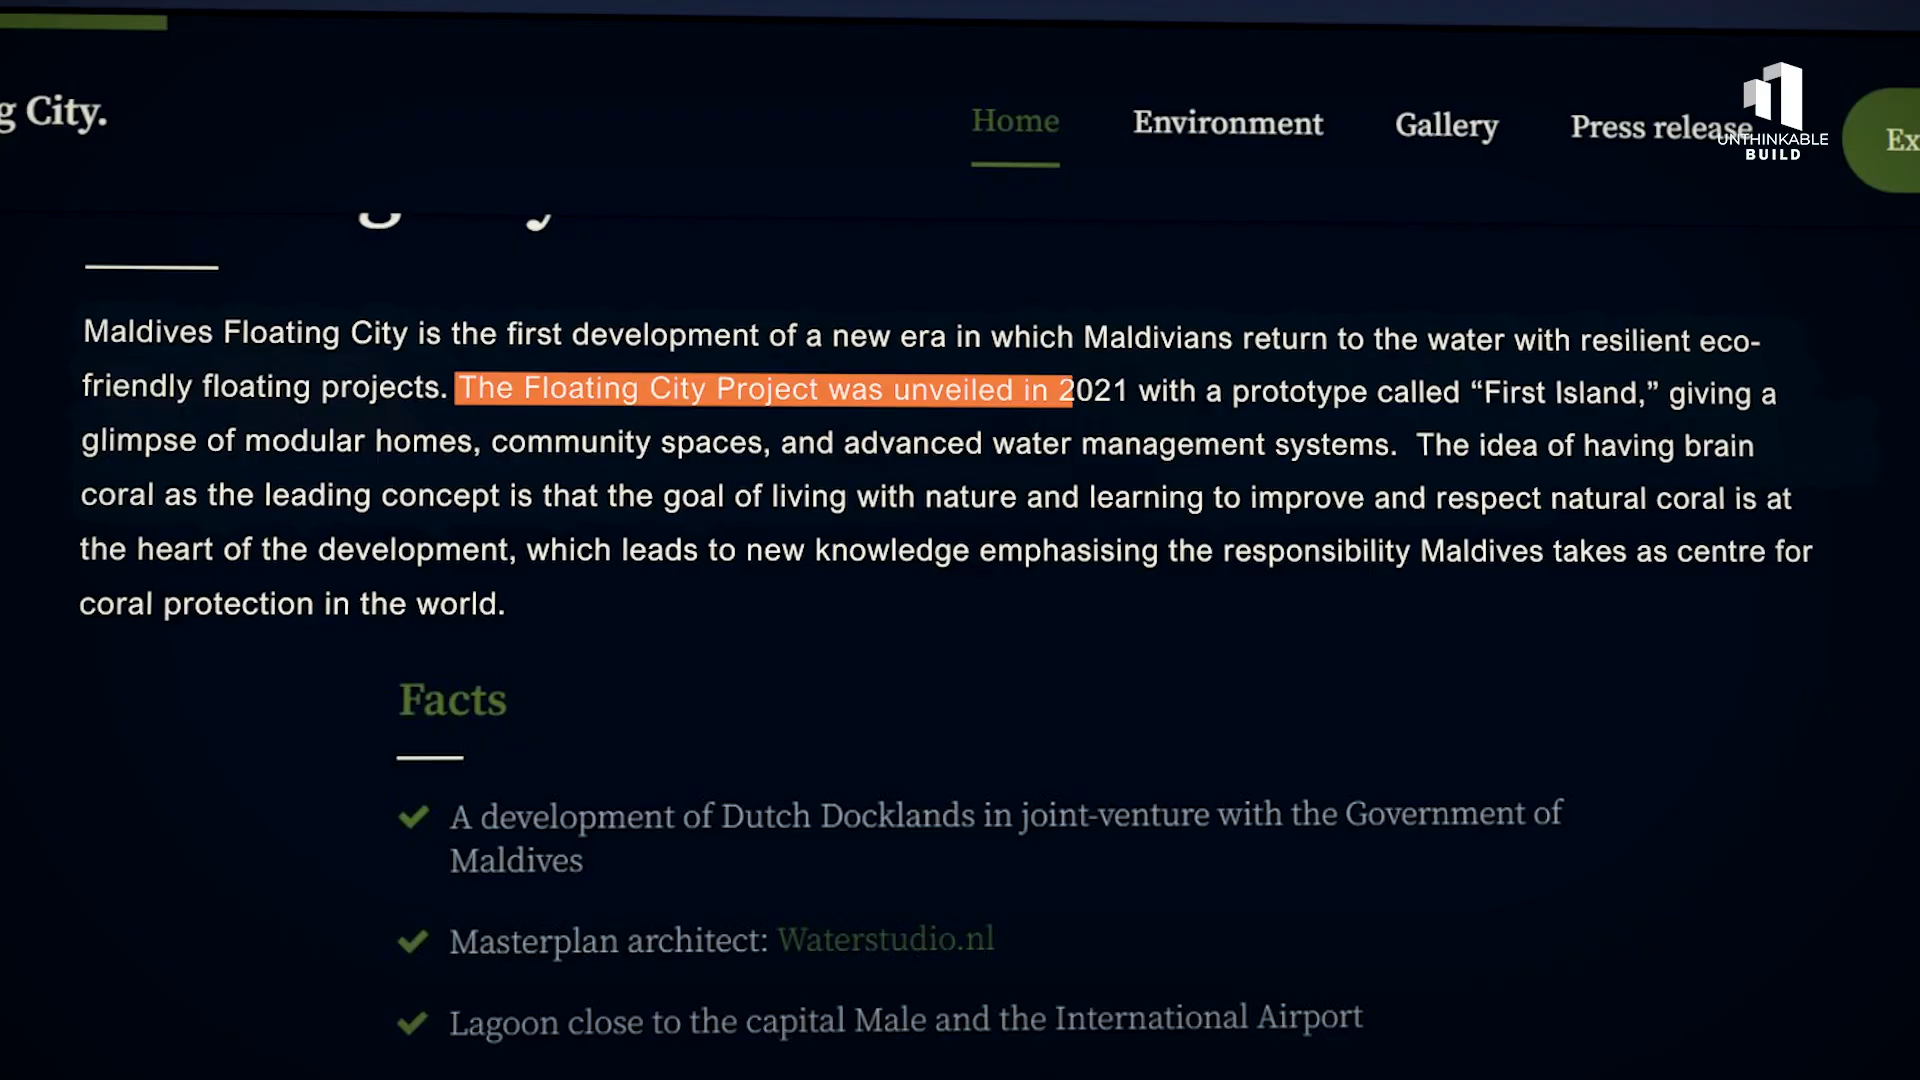 g City.
Home Environment Gallery Press release Ex
UNTHINKABLE
BUILD
Maldives Floating City is the first development of a new era in which Maldivians return to the water with resilient eco-
friendly floating projects. The Floating City Project was unveiled in 2021 with a prototype called “First Island,” giving a
glimpse of modular homes, community spaces, and advanced water management systems. The idea of having brain
coral as the leading concept is that the goal of living with nature and learning to improve and respect natural coral is at
the heart of the development, which leads to new knowledge emphasising the responsibility Maldives takes as centre for
coral protection in the world.
Facts
A development of Dutch Docklands in joint-venture with the Government of
Maldives
Masterplan architect: Waterstudio.nl
Lagoon close to the capital Male and the International Airport